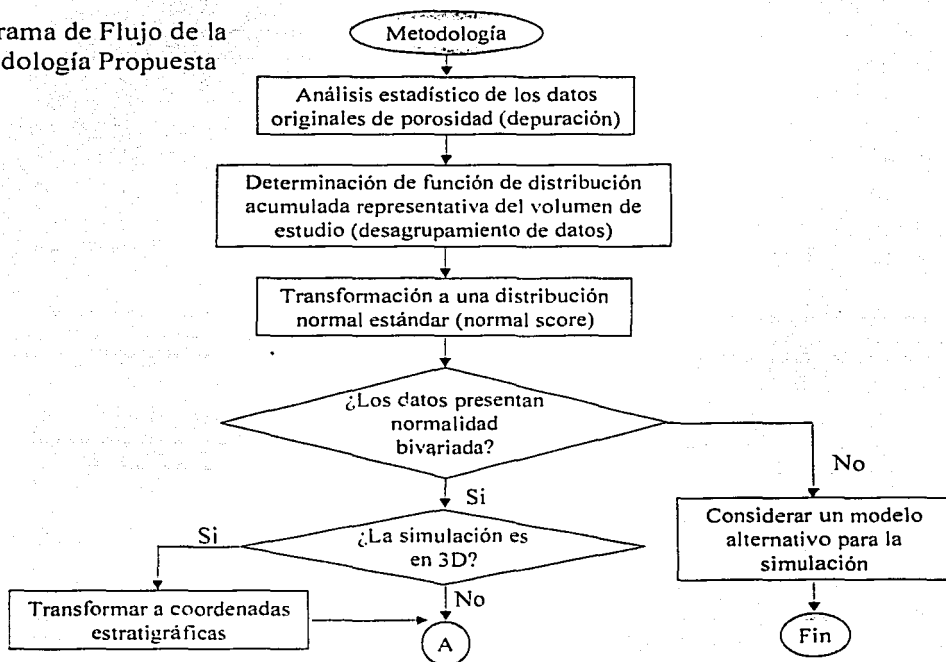 rama de Flujo de la
dología Propuesta
Metodología
Análisis estadístico de los datos
originales de porosidad (depuración)
Determinación de función de distribución
acumulada representativa del volumen de
estudio (desagrupamiento de datos)
Transformación a una distribución
normal estándar (normal score)
¿Los datos presentan
normalidad
bivariada?
No
Si
Considerar un modelo
alternativo para la
simulación
Si
¿La simulación es
en 3D?
No
Transformar a coordenadas
estratigráficas
A
Fin